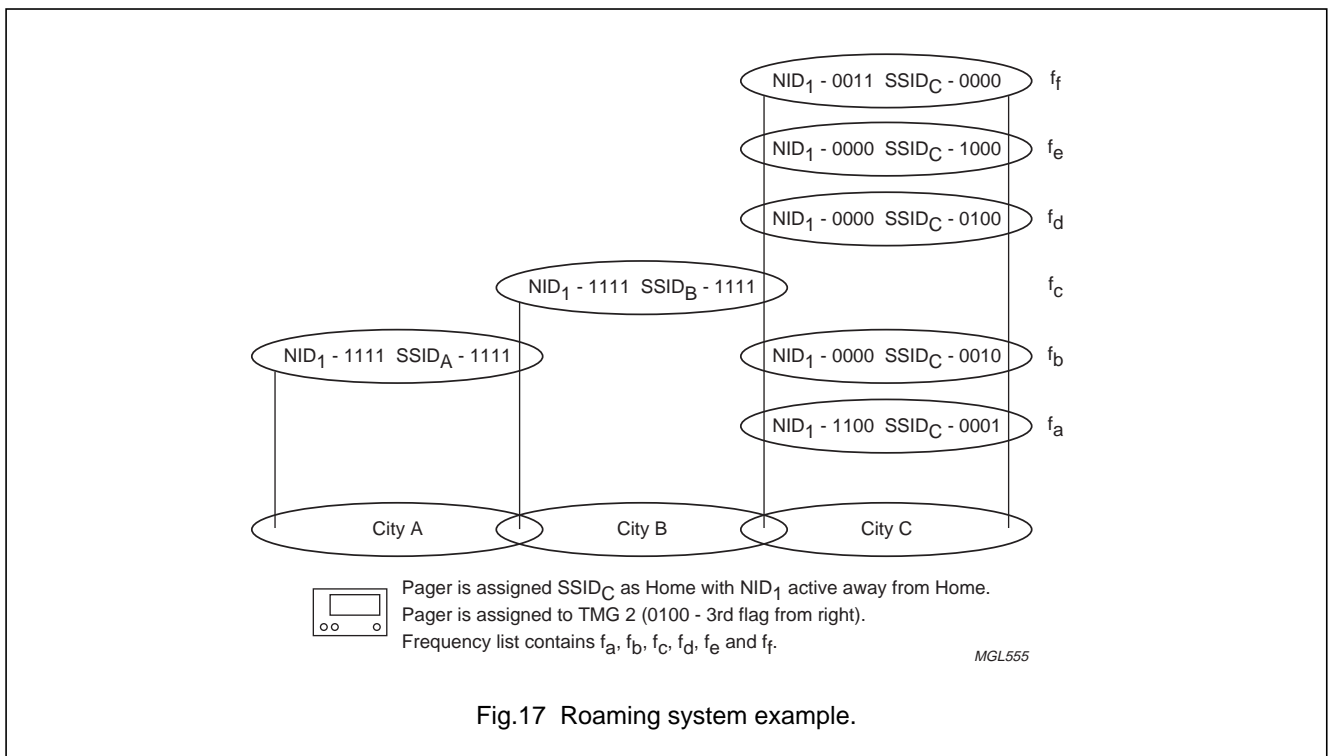 NID1 - 0011 SSIDC - 0000 ff
NID1 - 0000 SSIDC - 1000 fe
NID1 - 0000 SSIDC - 0100 fd
NID1 - 1111 SSIDB - 1111 fc
NID1 - 1111 SSIDA - 1111 NID1 - 0000 SSIDC - 0010 fb
NID1 - 1100 SSIDC - 0001 fa
City A City B City C
Pager is assigned SSIDC as Home with NID1 active away from Home.
Pager is assigned to TMG 2 (0100 - 3rd flag from right).
Frequency list contains fa, fb, fc, fd, fe and ff.
MGL555
Fig.17 Roaming system example.